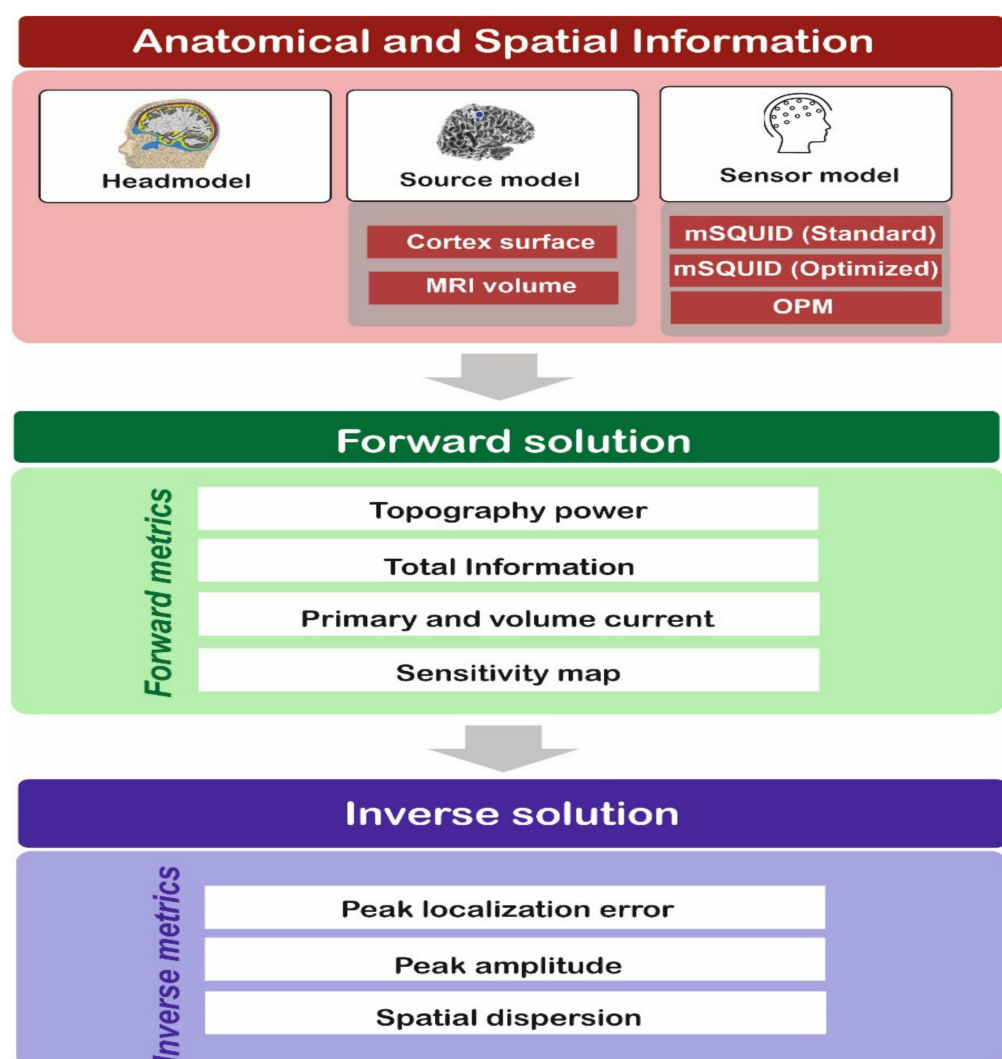 Anatomical and Spatial Information
Headmodel
Source model
Sensor model
Cortex surface
MRI volume
mSQUID (Standard)
mSQUID (Optimized)
OPM
Forward solution
Forward metrics
Topography power
Total Information
Primary and volume current
Sensitivity map
Inverse solution
Inverse metrics
Peak localization error
Peak amplitude
Spatial dispersion